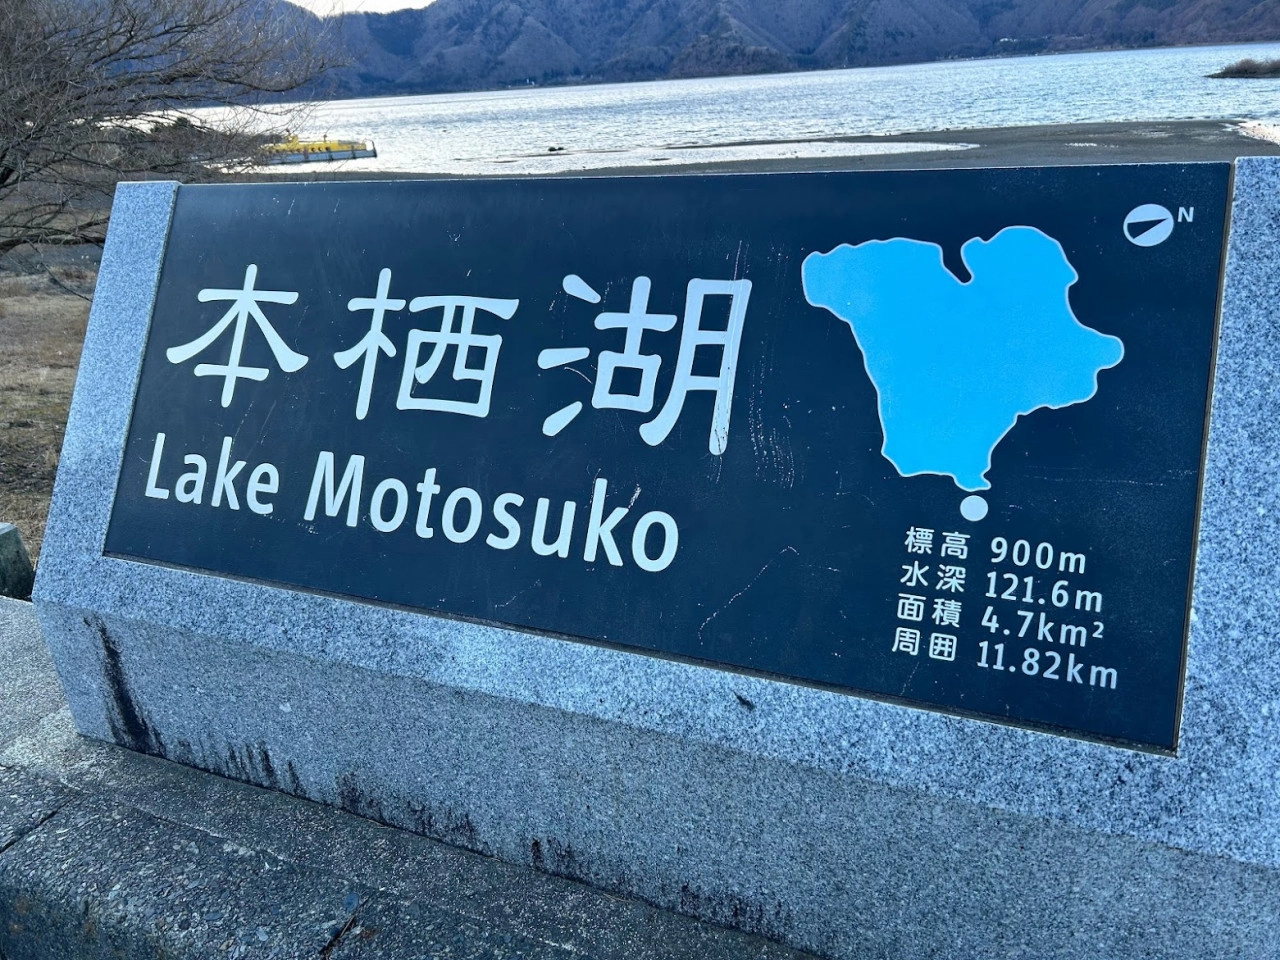 本栖湖
Lake Motosuko
N
標高 900m
水深 121.6m
面積 4.7km²
周囲 11.82km